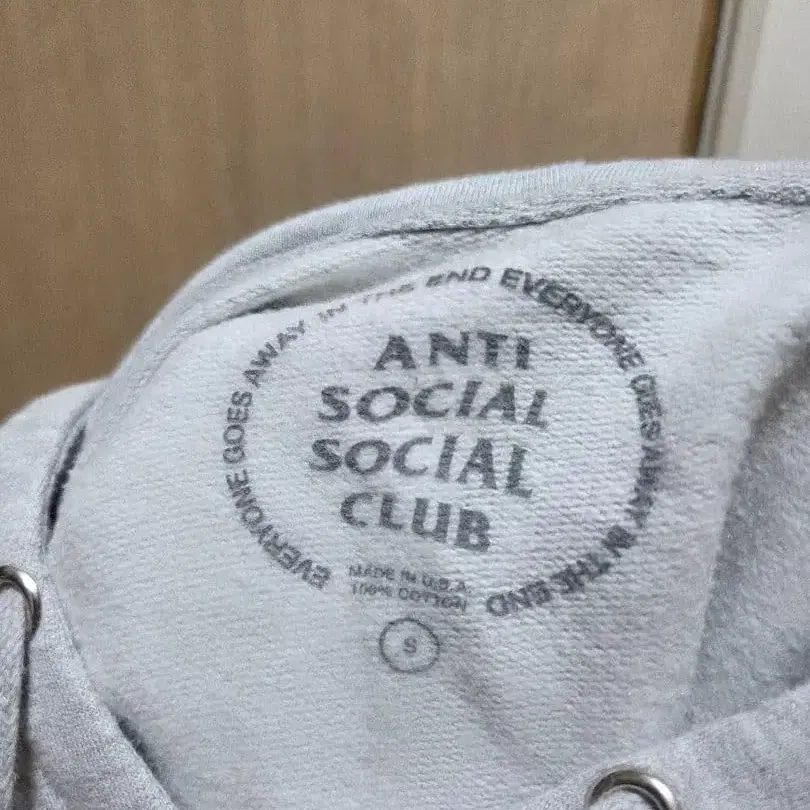 EVERYONE GOES AWAY IN THE END EVERYONE GOES AWAY IN THE END
ANTI
SOCIAL
SOCIAL
CLUB
MADE IN U.S.A.
100% COTTON
S